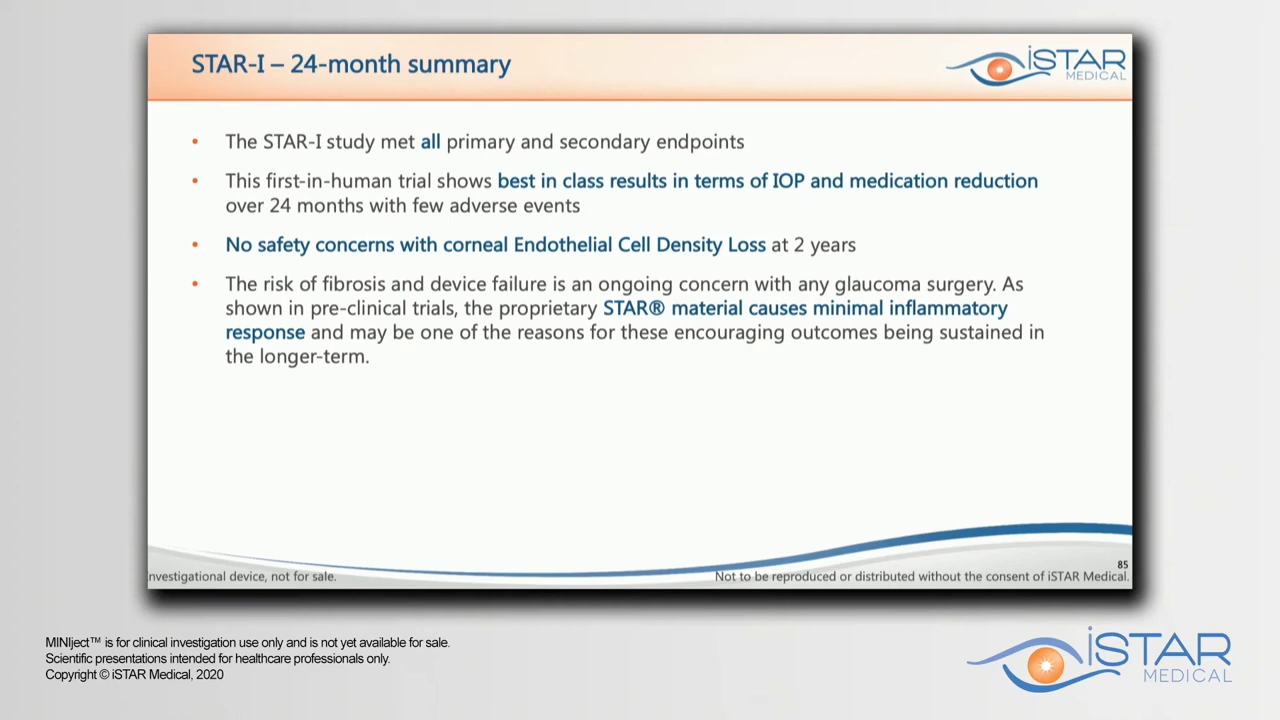 STAR-I – 24-month summary
iSTAR
MEDICAL
• The STAR-I study met all primary and secondary endpoints
• This first-in-human trial shows best in class results in terms of IOP and medication reduction
over 24 months with few adverse events
• No safety concerns with corneal Endothelial Cell Density Loss at 2 years
• The risk of fibrosis and device failure is an ongoing concern with any glaucoma surgery. As
shown in pre-clinical trials, the proprietary STAR® material causes minimal inflammatory
response and may be one of the reasons for these encouraging outcomes being sustained in
the longer-term.
85
nvestigational device, not for sale.
Not to be reproduced or distributed without the consent of iSTAR Medical.
MINIject™ is for clinical investigation use only and is not yet available for sale.
Scientific presentations intended for healthcare professionals only.
Copyright © iSTAR Medical, 2020
iSTAR
MEDICAL